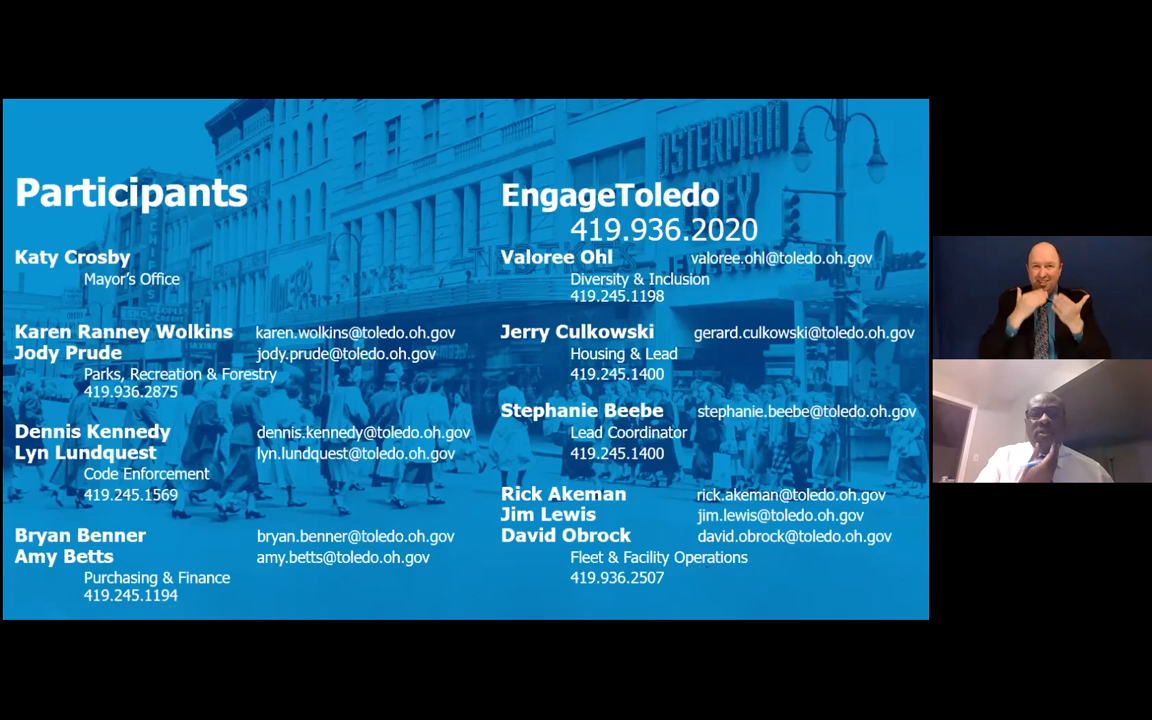 Participants
Katy Crosby
Mayor's Office
Karen Ranney Wolkins karen.wolkins@toledo.oh.gov
Jody Prude jody.prude@toledo.oh.gov
Parks, Recreation & Forestry
419.936.2875
Dennis Kennedy dennis.kennedy@toledo.oh.gov
Lyn Lundquest lyn.lundquest@toledo.oh.gov
Code Enforcement
419.245.1569
Bryan Benner bryan.benner@toledo.oh.gov
Amy Betts amy.betts@toledo.oh.gov
Purchasing & Finance
419.245.1194
OSTERMAN
EngageToledo
419.936.2020
Valoree Ohl valoree.ohl@toledo.oh.gov
Diversity & Inclusion
419.245.1198
Jerry Culkowski gerard.culkowski@toledo.oh.gov
Housing & Lead
419.245.1400
Stephanie Beebe stephanie.beebe@toledo.oh.gov
Lead Coordinator
419.245.1400
Rick Akeman rick.akeman@toledo.oh.gov
Jim Lewis jim.lewis@toledo.oh.gov
David Obrock david.obrock@toledo.oh.gov
Fleet & Facility Operations
419.936.2507